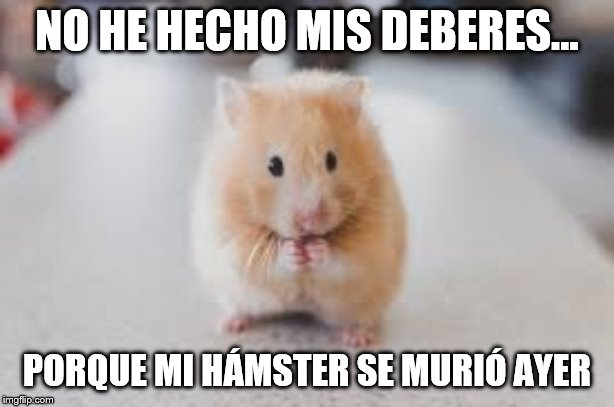 NO HE HECHO MIS DEBERES...
PORQUE MI HÁMSTER SE MURIÓ AYER
imgflip.com